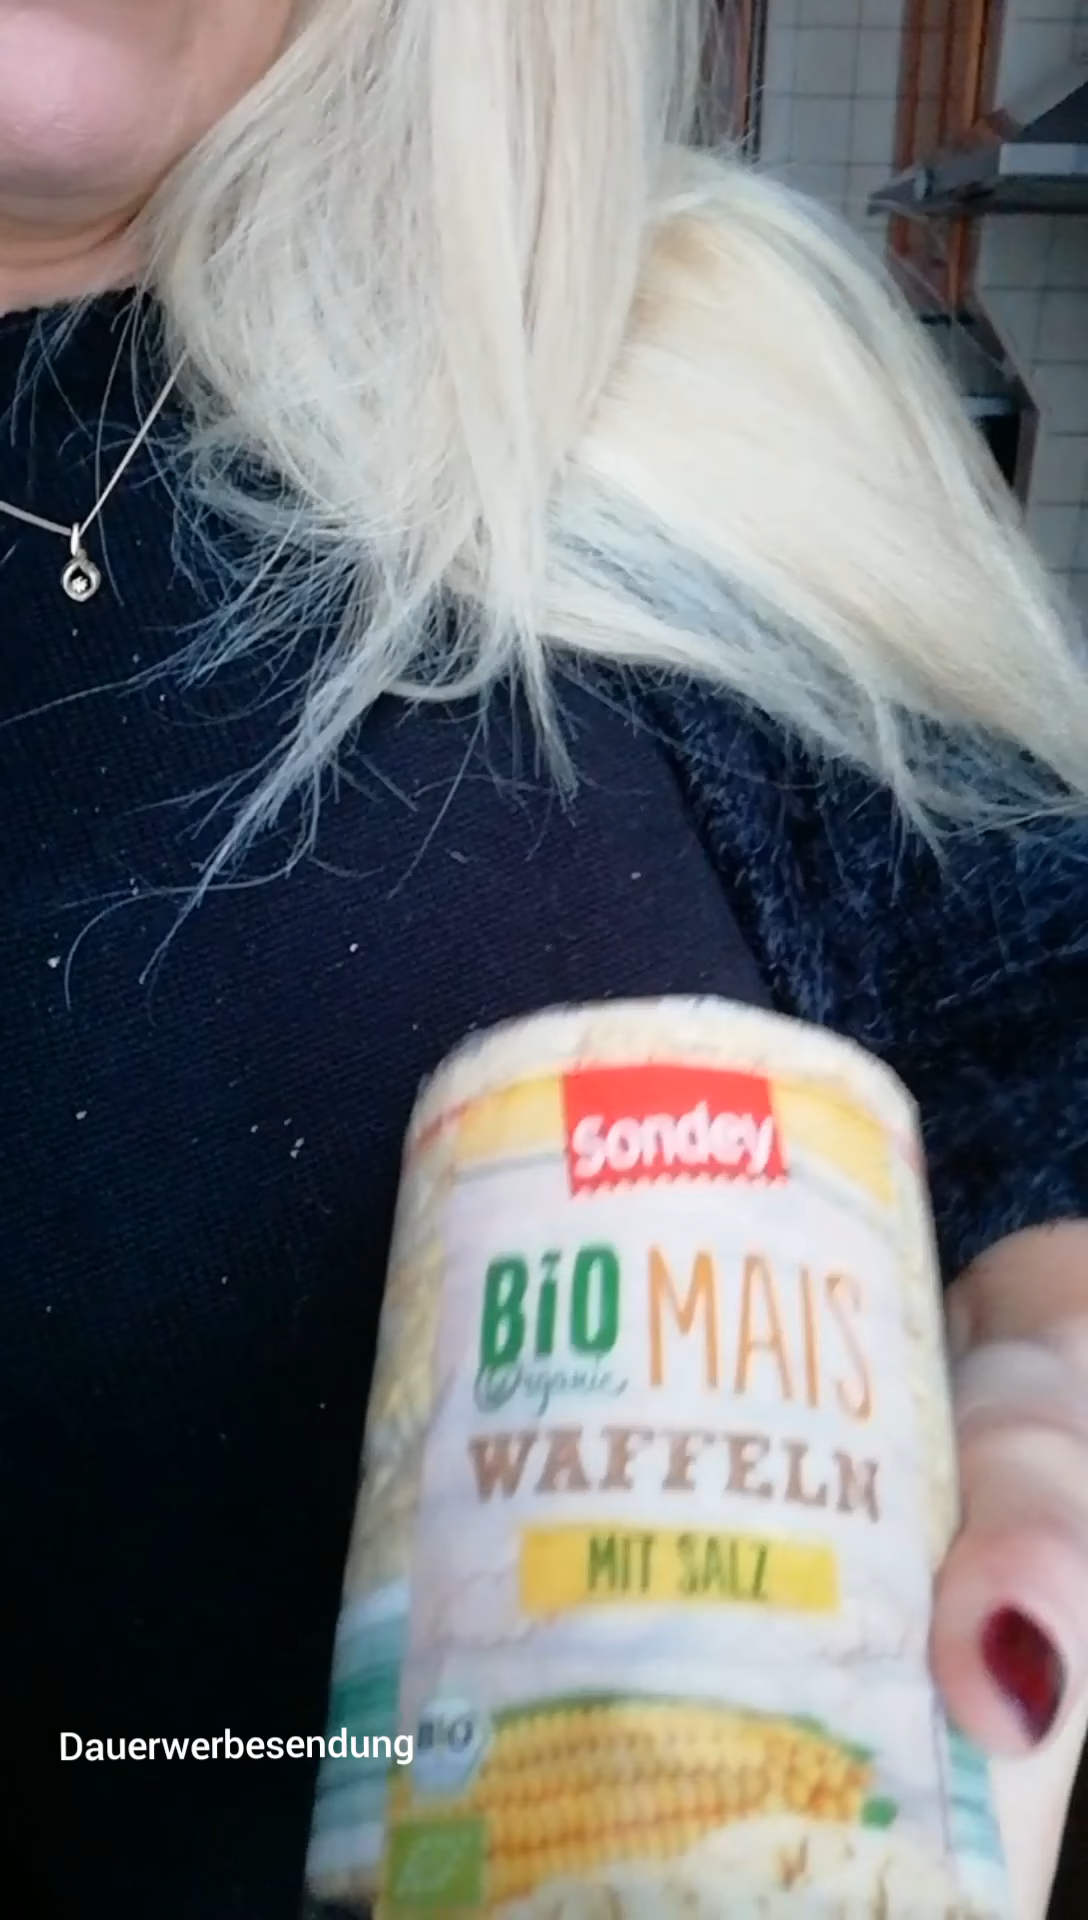 sondey
BIO MAIS
Organic
WAFFELN
MIT SALZ
BIO
Dauerwerbesendung